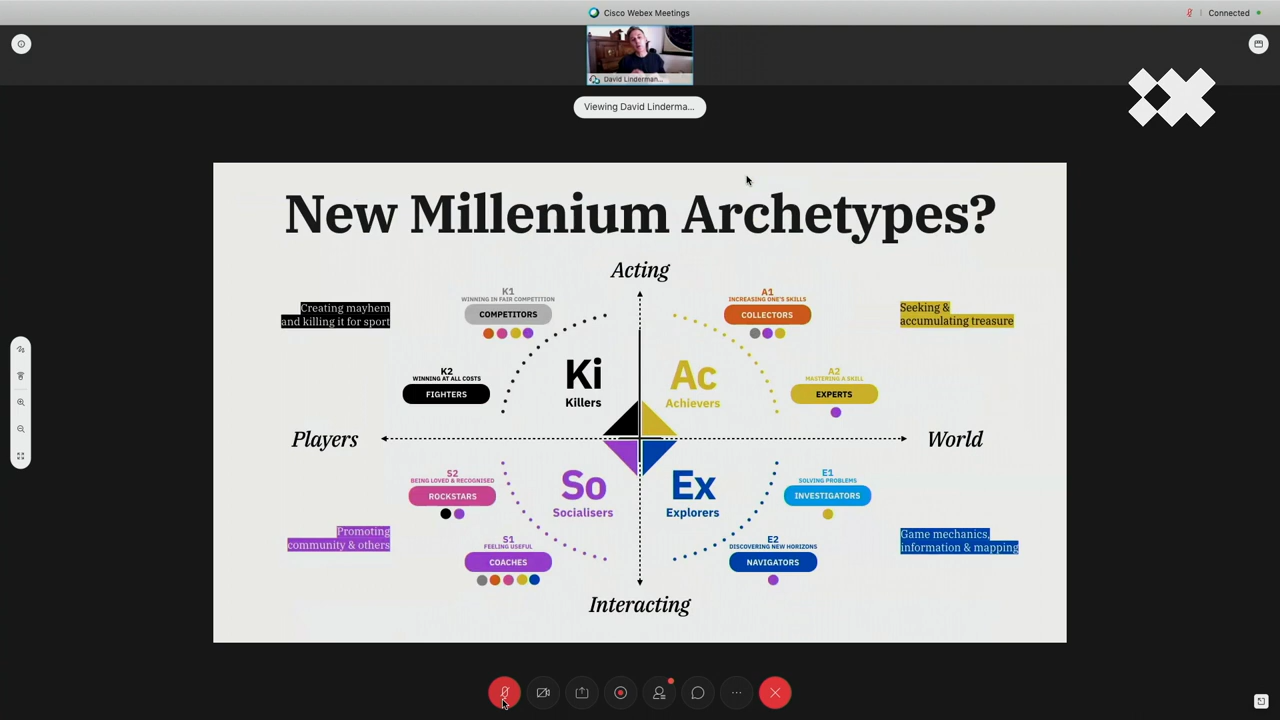 Cisco Webex Meetings
Connected
David Linderman...
Viewing David Linderma...
New Millenium Archetypes?
Acting
Creating mayhem
and killing it for sport
K1
WINNING IN FAIR COMPETITION
COMPETITORS
A1
INCREASING ONE'S SKILLS
COLLECTORS
Seeking &
accumulating treasure
K2
WINNING AT ALL COSTS
FIGHTERS
Ki
Killers
Ac
Achievers
A2
MASTERING A SKILL
EXPERTS
Players
World
S2
BEING LOVED & RECOGNISED
ROCKSTARS
So
Socialisers
Ex
Explorers
E1
SOLVING PROBLEMS
INVESTIGATORS
Promoting
community & others
S1
FEELING USEFUL
COACHES
E2
DISCOVERING NEW HORIZONS
NAVIGATORS
Game mechanics,
information & mapping
Interacting